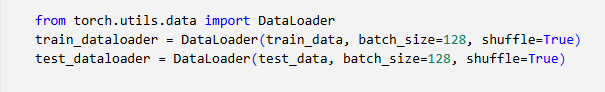 from torch.utils.data import DataLoader
train_dataloader = DataLoader(train_data, batch_size=128, shuffle=True)
test_dataloader = DataLoader(test_data, batch_size=128, shuffle=True)